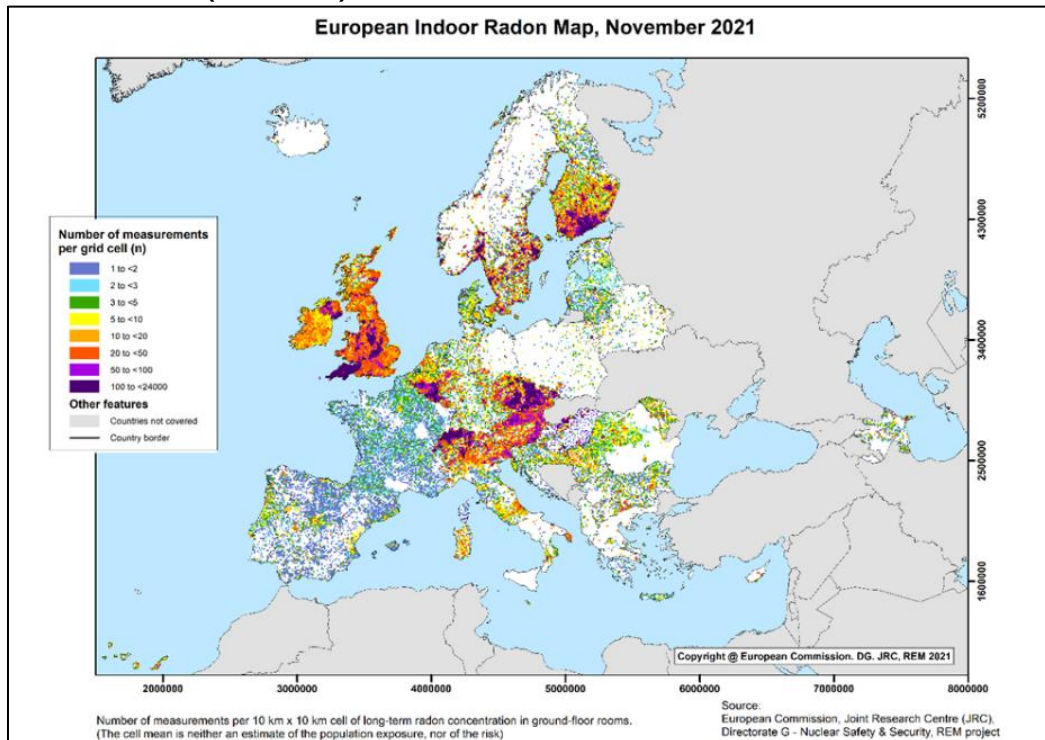 European Indoor Radon Map, November 2021
Number of measurements
per grid cell (n)
1 to <2
2 to <3
3 to <5
5 to <10
10 to <20
20 to <50
50 to <100
100 to <24000
Other features
Countries not covered
Country border
5200000
4300000
3400000
2500000
1600000
Copyright @ European Commission. DG. JRC, REM 2021
2000000 3000000 4000000 5000000 6000000 7000000 8000000
Number of measurements per 10 km x 10 km cell of long-term radon concentration in ground-floor rooms.
(The cell mean is neither an estimate of the population exposure, nor of the risk)
Source:
European Commission, Joint Research Centre (JRC),
Directorate G - Nuclear Safety & Security, REM project